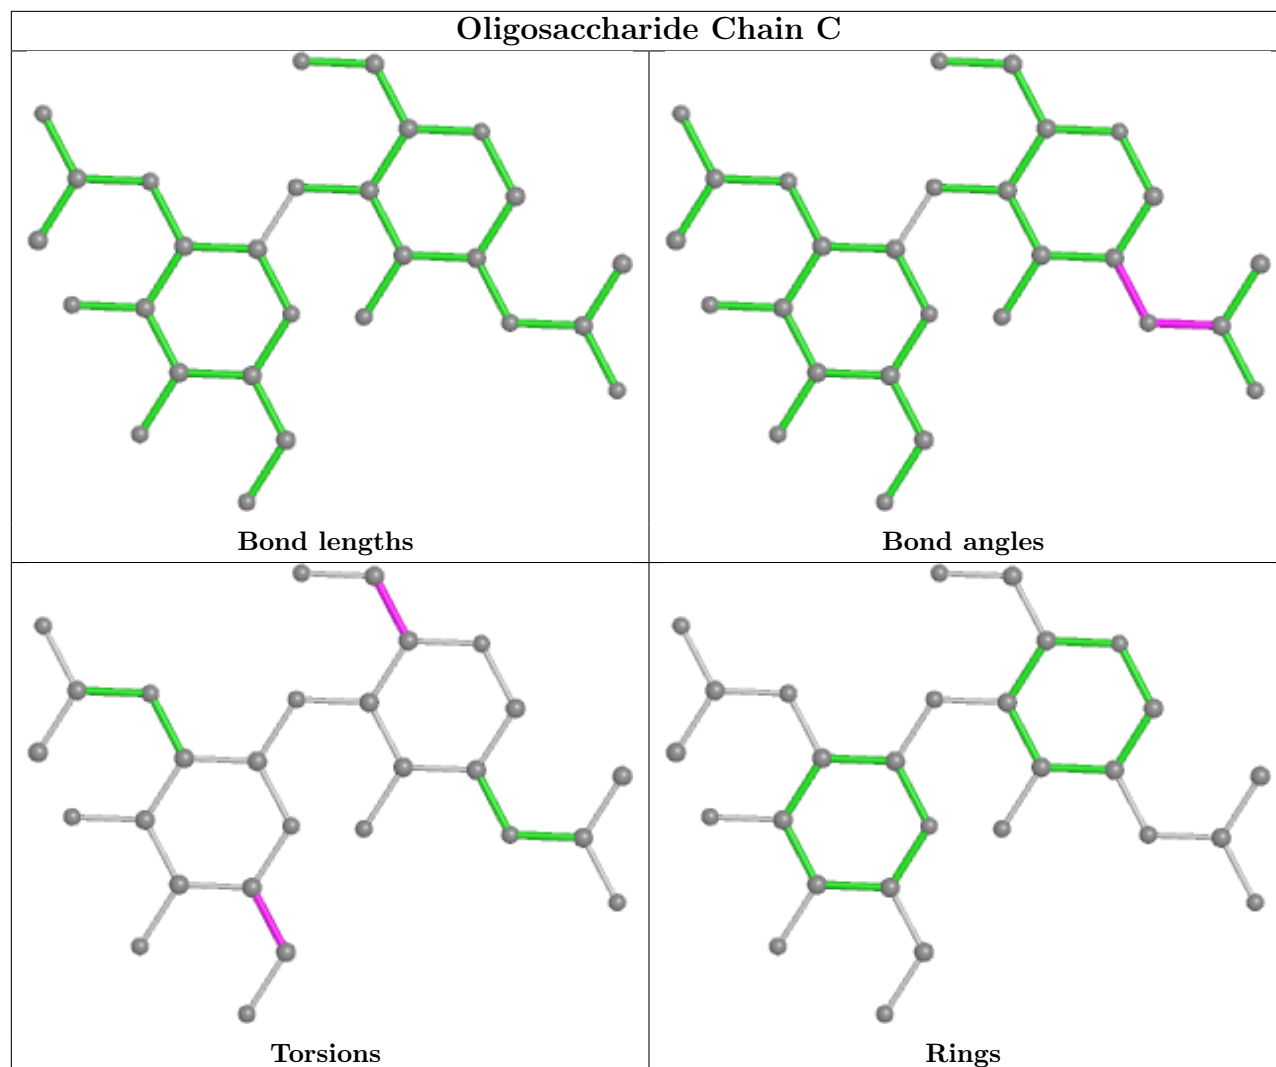 Oligosaccharide Chain C
Bond lengths
Bond angles
Torsions
Rings